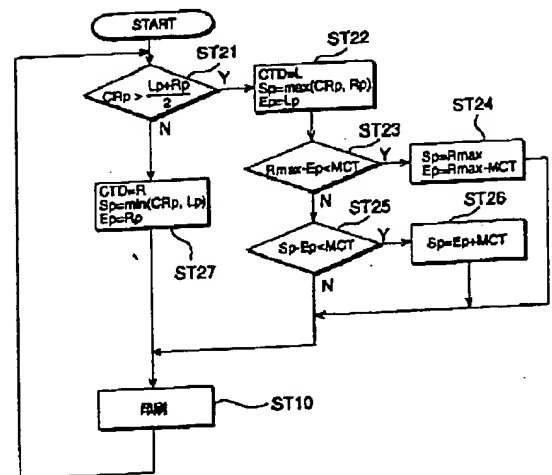 START
ST21
CRp > Lp+Rp
2
Y
N
ST22
CTD=L
Sp=max(CRp, Rp)
Ep=Lp
ST23
Rmax-Ep<MCT
Y
N
ST24
Sp=Rmax
Ep=Rmax-MCT
ST25
Sp-Ep<MCT
Y
N
ST26
Sp=Ep+MCT
CTD=R
Sp=min(CRp, Lp)
Ep=Rp
ST27
印刷
ST10